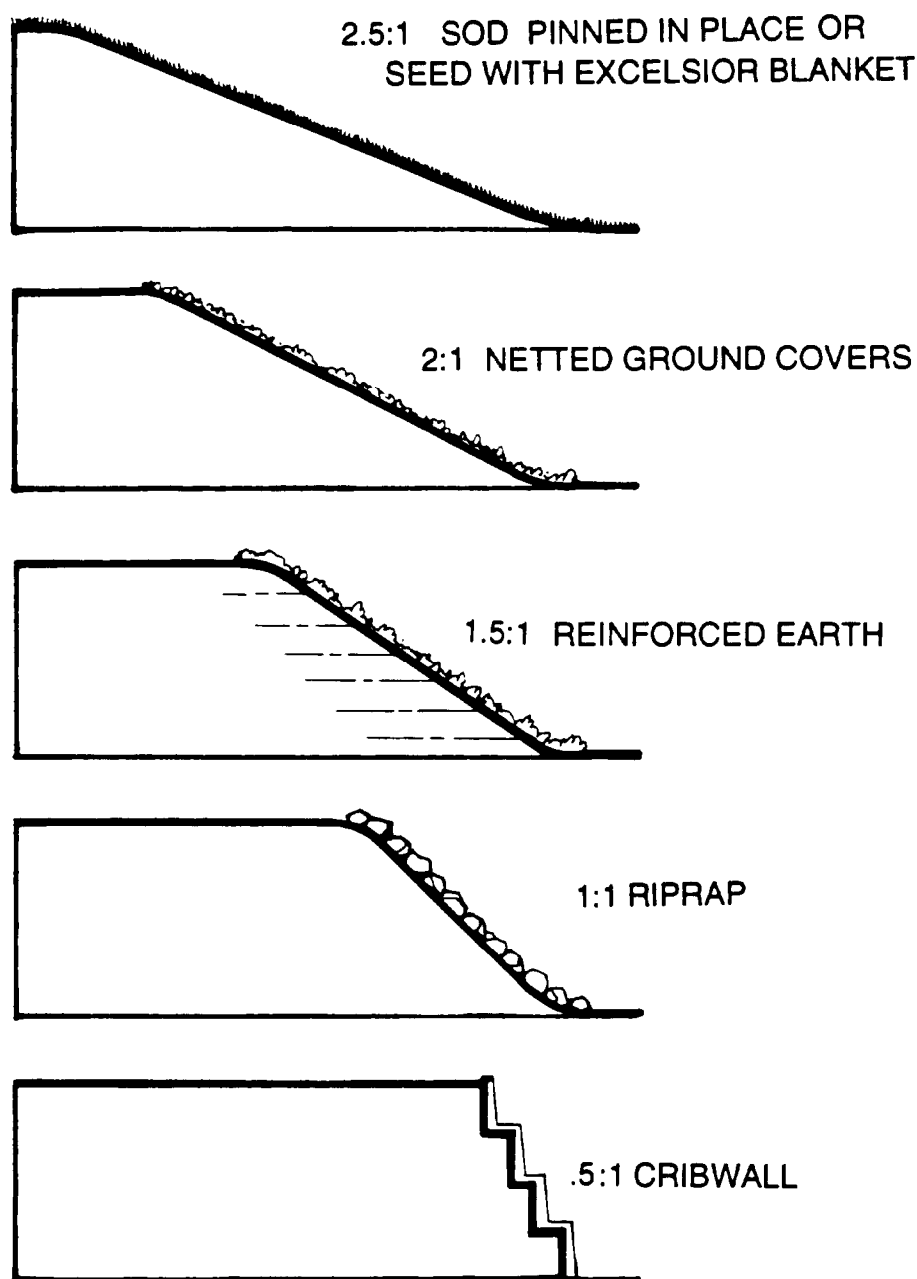 2.5:1 SOD PINNED IN PLACE OR
SEED WITH EXCELSIOR BLANKET
2:1 NETTED GROUND COVERS
1.5:1 REINFORCED EARTH
1:1 RIPRAP
.5:1 CRIBWALL